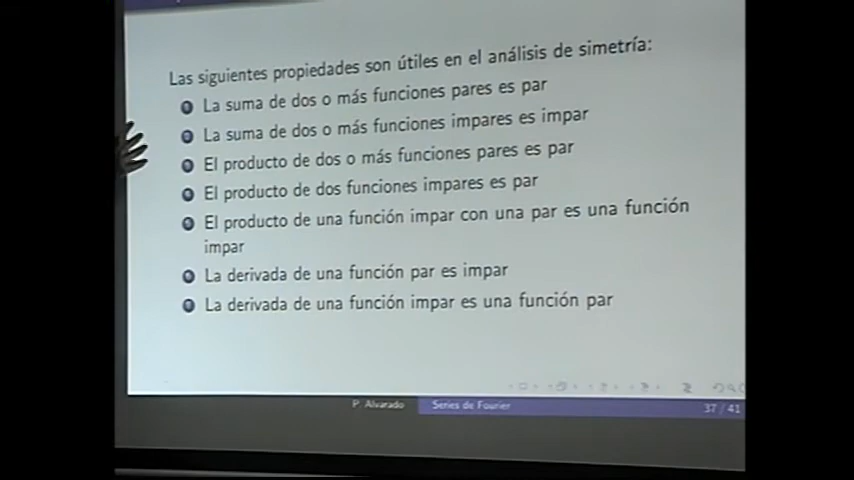 Las siguientes propiedades son útiles en el análisis de simetría:
La suma de dos o más funciones pares es par
La suma de dos o más funciones impares es impar
El producto de dos o más funciones pares es par
El producto de dos funciones impares es par
El producto de una función impar con una par es una función
impar
La derivada de una función par es impar
La derivada de una función impar es una función par
P. Alvarado Series de Fourier 37 / 41